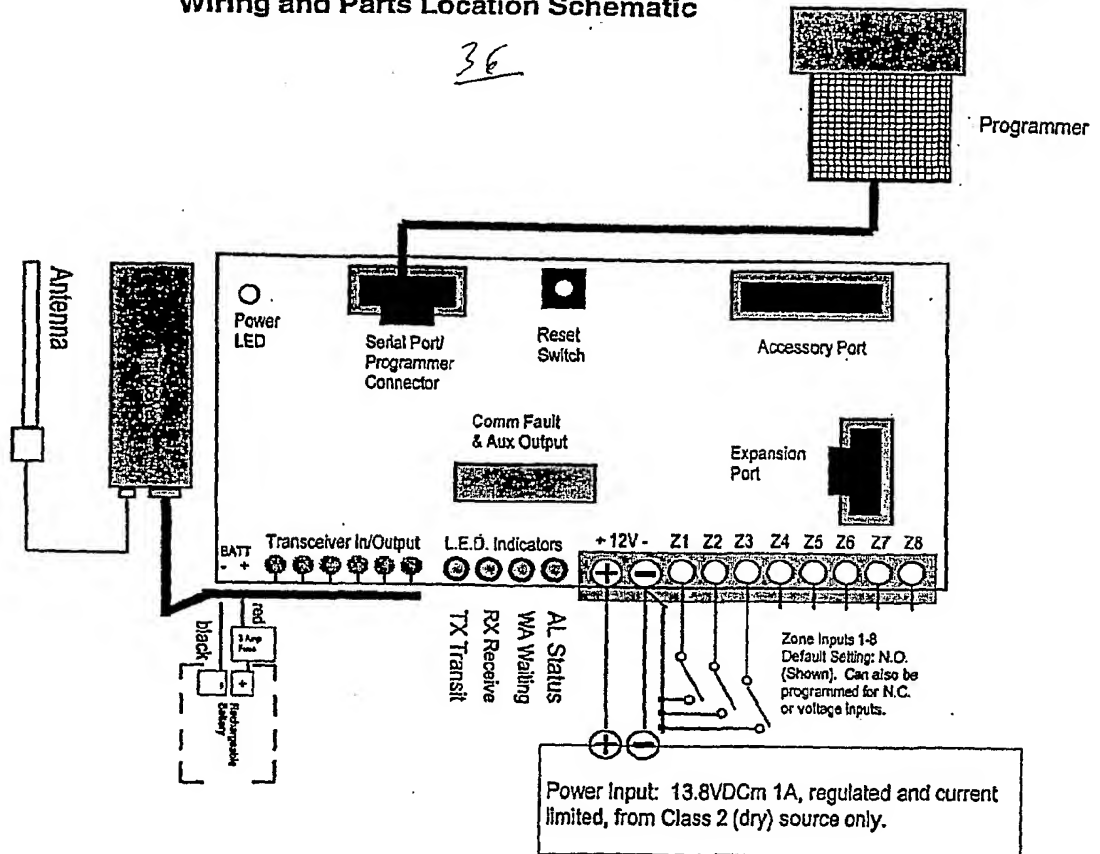 Wiring and Parts Location Schematic
36
Programmer
Antenna
Power
LED
Serial Port/
Programmer
Connector
Reset
Switch
Accessory Port
Comm Fault
& Aux Output
Expansion
Port
BATT
- +
Transceiver In/Output
L.E.D. Indicators
+ 12V -
Z1 Z2 Z3 Z4 Z5 Z6 Z7 Z8
+ −
TX Transit
RX Receive
WA Waiting
AL Status
black
red
3 Amp
+
Rechargeable
Battery
Zone Inputs 1-8
Default Setting: N.O.
(Shown). Can also be
programmed for N.C.
or voltage inputs.
+ −
Power Input: 13.8VDCm 1A, regulated and current
limited, from Class 2 (dry) source only.